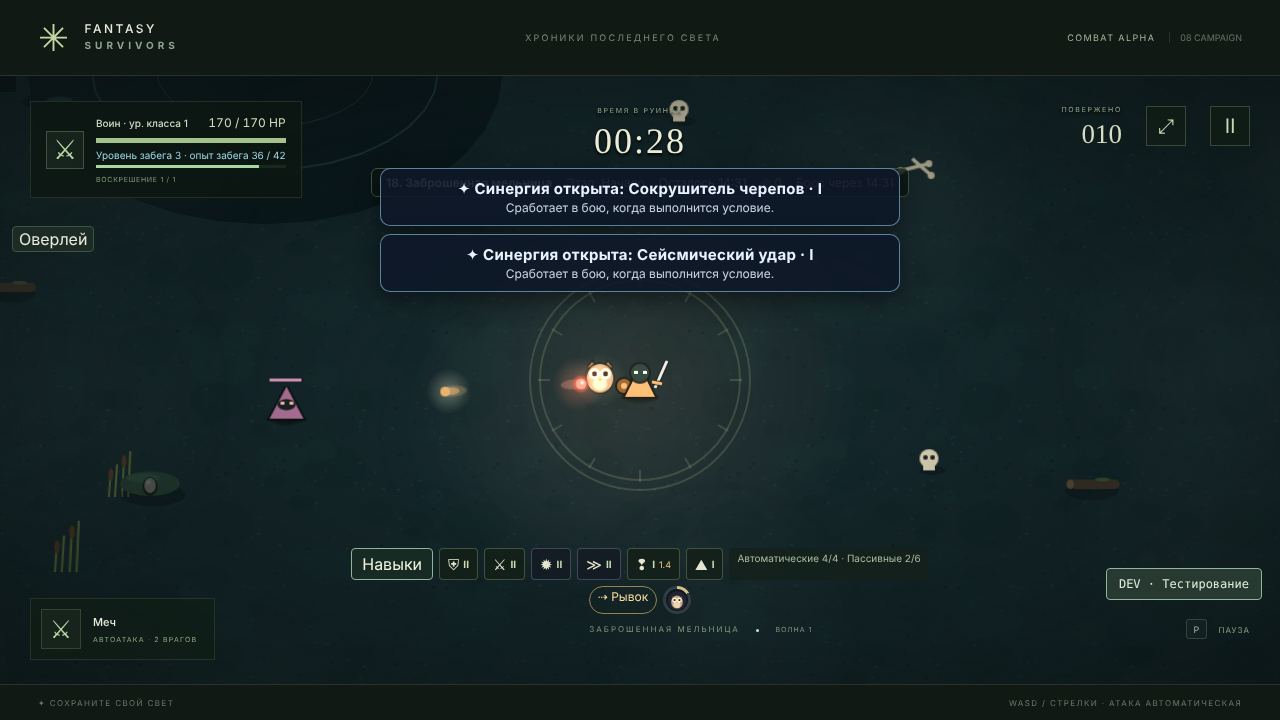 FANTASY
SURVIVORS
ХРОНИКИ ПОСЛЕДНЕГО СВЕТА
COMBAT ALPHA
08 CAMPAIGN
Воин · ур. класса 1
170 / 170 HP
Уровень забега 3 · опыт забега 36 / 42
ВОСКРЕШЕНИЕ 1 / 1
ВРЕМЯ В РУИН
00:28
ПОВЕРЖЕНО
010
✦ Синергия открыта: Сокрушитель черепов · I
Сработает в бою, когда выполнится условие.
✦ Синергия открыта: Сейсмический удар · I
Сработает в бою, когда выполнится условие.
Оверлей
Навыки
II
II
II
II
I 1.4
I
Автоматические 4/4 · Пассивные 2/6
⇢ Рывок
ЗАБРОШЕННАЯ МЕЛЬНИЦА • ВОЛНА 1
Меч
АВТОАТАКА · 2 ВРАГОВ
DEV · Тестирование
P ПАУЗА
✦ СОХРАНИТЕ СВОЙ СВЕТ
WASD / СТРЕЛКИ · АТАКА АВТОМАТИЧЕСКАЯ